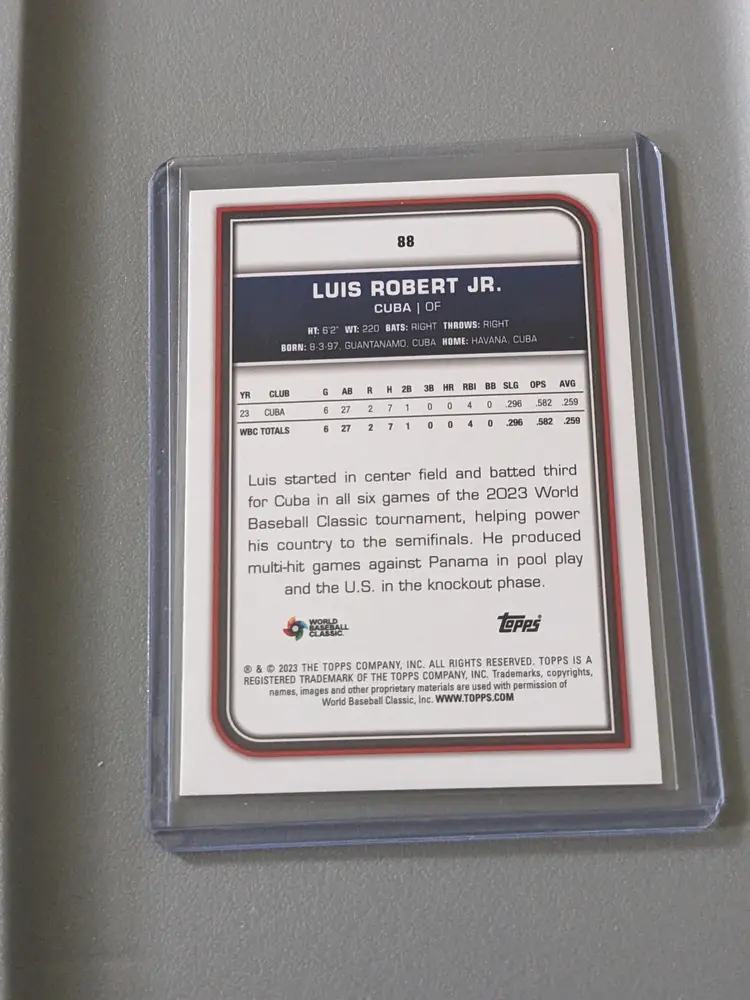 88
LUIS ROBERT JR.
CUBA | OF
HT: 6'2" WT: 220 BATS: RIGHT THROWS: RIGHT
BORN: 8-3-97, GUANTANAMO, CUBA HOME: HAVANA, CUBA
YR CLUB G AB R H 2B 3B HR RBI BB SLG OPS AVG
23 CUBA 6 27 2 7 1 0 0 4 0 .296 .582 .259
WBC TOTALS 6 27 2 7 1 0 0 4 0 .296 .582 .259
Luis started in center field and batted third
for Cuba in all six games of the 2023 World
Baseball Classic tournament, helping power
his country to the semifinals. He produced
multi-hit games against Panama in pool play
and the U.S. in the knockout phase.
WORLD
BASEBALL
CLASSIC
topps®
® & © 2023 THE TOPPS COMPANY, INC. ALL RIGHTS RESERVED. TOPPS IS A
REGISTERED TRADEMARK OF THE TOPPS COMPANY, INC. Trademarks, copyrights,
names, images and other proprietary materials are used with permission of
World Baseball Classic, Inc. WWW.TOPPS.COM